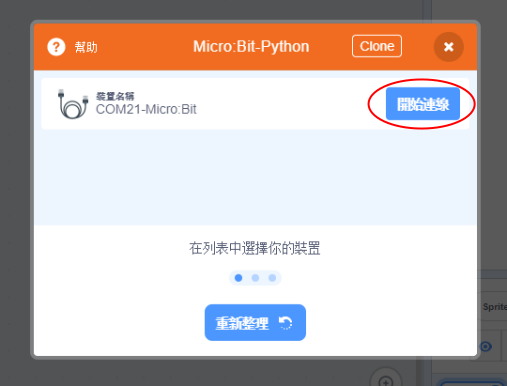 幫助
Micro:Bit-Python
Clone
裝置名稱
COM21-Micro:Bit
開始連線
在列表中選擇你的裝置
重新整理
Sprite